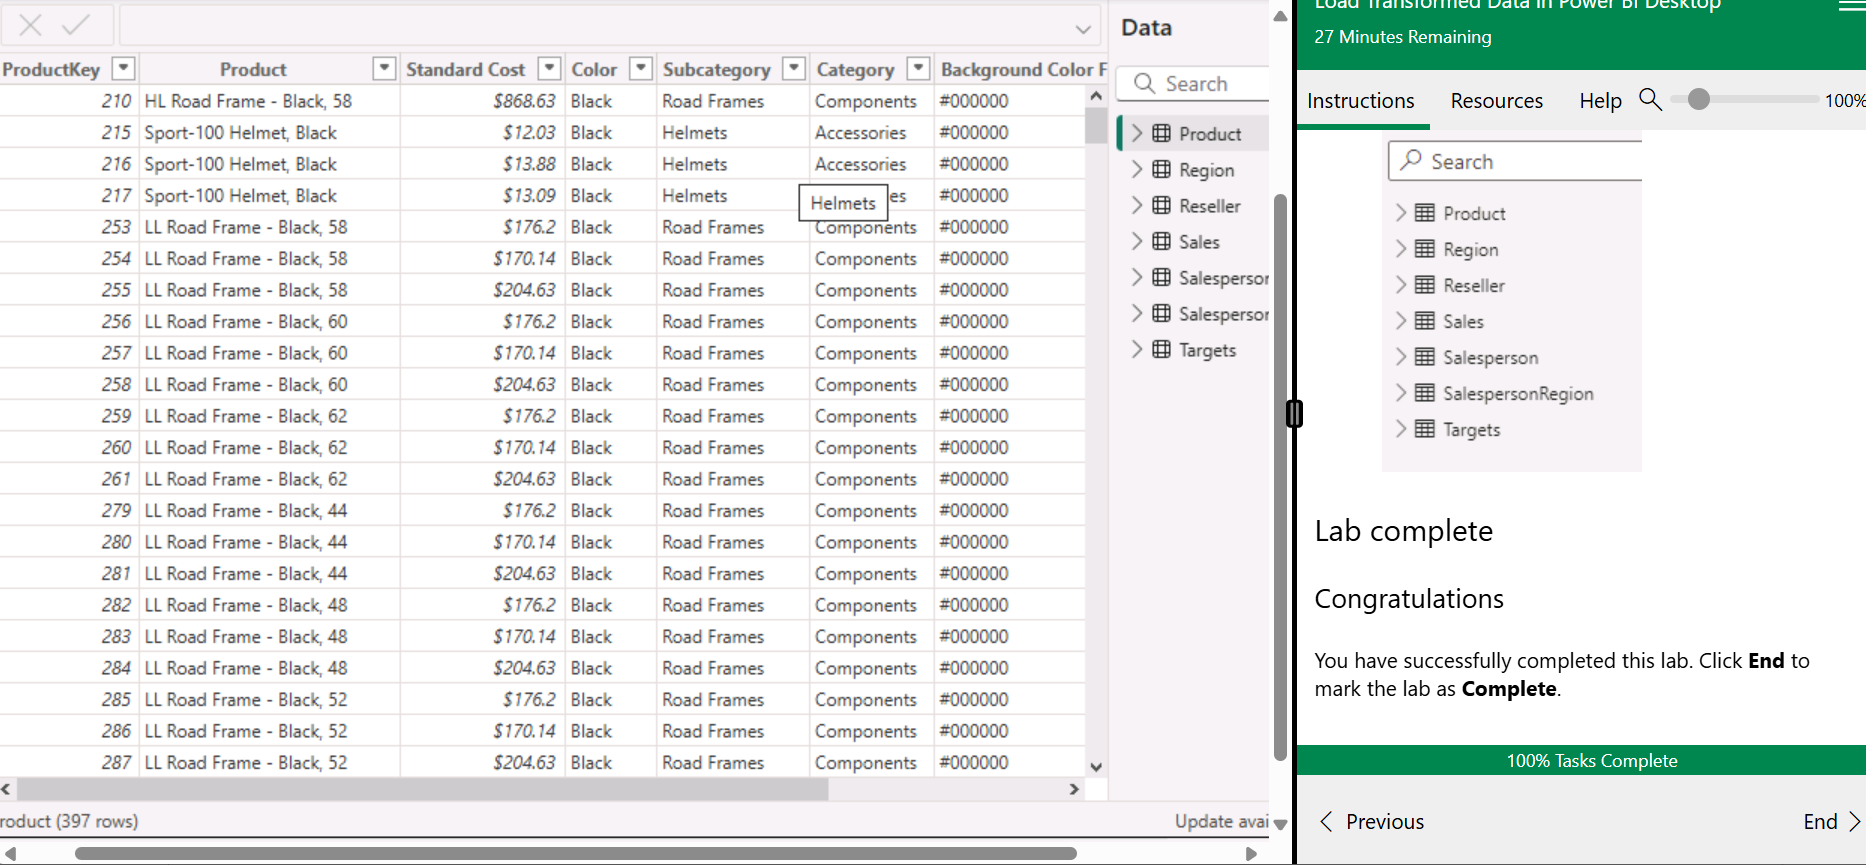 Data
Search
ProductKey Product Standard Cost Color Subcategory Category Background Color F
210 HL Road Frame - Black, 58 $868.63 Black Road Frames Components #000000
215 Sport-100 Helmet, Black $12.03 Black Helmets Accessories #000000
216 Sport-100 Helmet, Black $13.88 Black Helmets Accessories #000000
217 Sport-100 Helmet, Black $13.09 Black Helmets es #000000
Helmets
253 LL Road Frame - Black, 58 $176.2 Black Road Frames Components #000000
254 LL Road Frame - Black, 58 $170.14 Black Road Frames Components #000000
255 LL Road Frame - Black, 58 $204.63 Black Road Frames Components #000000
256 LL Road Frame - Black, 60 $176.2 Black Road Frames Components #000000
257 LL Road Frame - Black, 60 $170.14 Black Road Frames Components #000000
258 LL Road Frame - Black, 60 $204.63 Black Road Frames Components #000000
259 LL Road Frame - Black, 62 $176.2 Black Road Frames Components #000000
260 LL Road Frame - Black, 62 $170.14 Black Road Frames Components #000000
261 LL Road Frame - Black, 62 $204.63 Black Road Frames Components #000000
279 LL Road Frame - Black, 44 $176.2 Black Road Frames Components #000000
280 LL Road Frame - Black, 44 $170.14 Black Road Frames Components #000000
281 LL Road Frame - Black, 44 $204.63 Black Road Frames Components #000000
282 LL Road Frame - Black, 48 $176.2 Black Road Frames Components #000000
283 LL Road Frame - Black, 48 $170.14 Black Road Frames Components #000000
284 LL Road Frame - Black, 48 $204.63 Black Road Frames Components #000000
285 LL Road Frame - Black, 52 $176.2 Black Road Frames Components #000000
286 LL Road Frame - Black, 52 $170.14 Black Road Frames Components #000000
287 LL Road Frame - Black, 52 $204.63 Black Road Frames Components #000000
roduct (397 rows)
Update avai
Product
Region
Reseller
Sales
Salesperson
Salesperson
Targets
Load Transformed Data in Power BI Desktop
27 Minutes Remaining
Instructions Resources Help 100%
Search
Product
Region
Reseller
Sales
Salesperson
SalespersonRegion
Targets
Lab complete
Congratulations
You have successfully completed this lab. Click End to
mark the lab as Complete.
100% Tasks Complete
Previous End